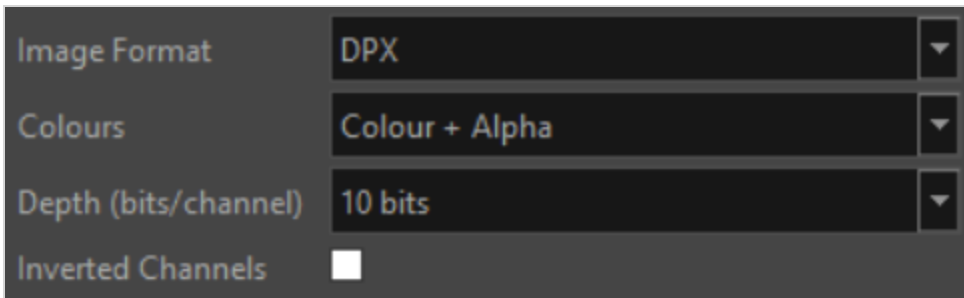 Image Format DPX
Colours Colour + Alpha
Depth (bits/channel) 10 bits
Inverted Channels